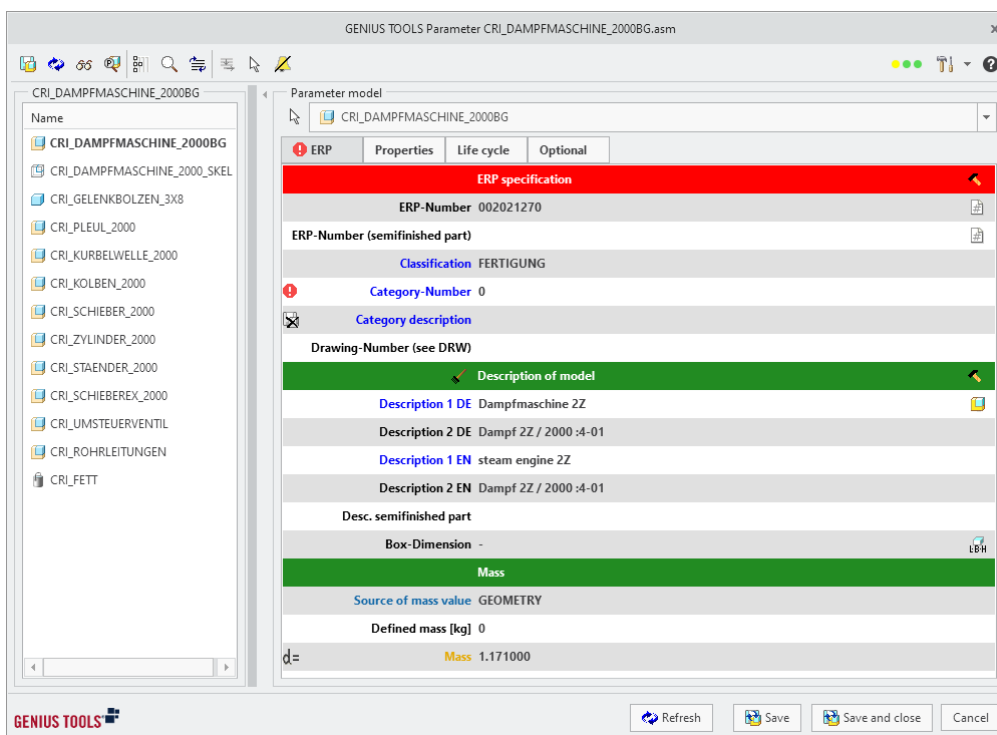 GENIUS TOOLS Parameter CRI_DAMPFMASCHINE_2000BG.asm
CRI_DAMPFMASCHINE_2000BG
Name
CRI_DAMPFMASCHINE_2000BG
CRI_DAMPFMASCHINE_2000_SKEL
CRI_GELENKBOLZEN_3X8
CRI_PLEUL_2000
CRI_KURBELWELLE_2000
CRI_KOLBEN_2000
CRI_SCHIEBER_2000
CRI_ZYLINDER_2000
CRI_STAENDER_2000
CRI_SCHIEBEREX_2000
CRI_UMSTEUERVENTIL
CRI_ROHRLEITUNGEN
CRI_FETT
Parameter model
CRI_DAMPFMASCHINE_2000BG
ERP Properties Life cycle Optional
ERP specification
ERP-Number 002021270
ERP-Number (semifinished part)
Classification FERTIGUNG
Category-Number 0
Category description
Drawing-Number (see DRW)
Description of model
Description 1 DE Dampfmaschine 2Z
Description 2 DE Dampf 2Z / 2000 :4-01
Description 1 EN steam engine 2Z
Description 2 EN Dampf 2Z / 2000 :4-01
Desc. semifinished part
Box-Dimension -
L·B·H
Mass
Source of mass value GEOMETRY
Defined mass [kg] 0
d= Mass 1.171000
GENIUS TOOLS
Refresh Save Save and close Cancel